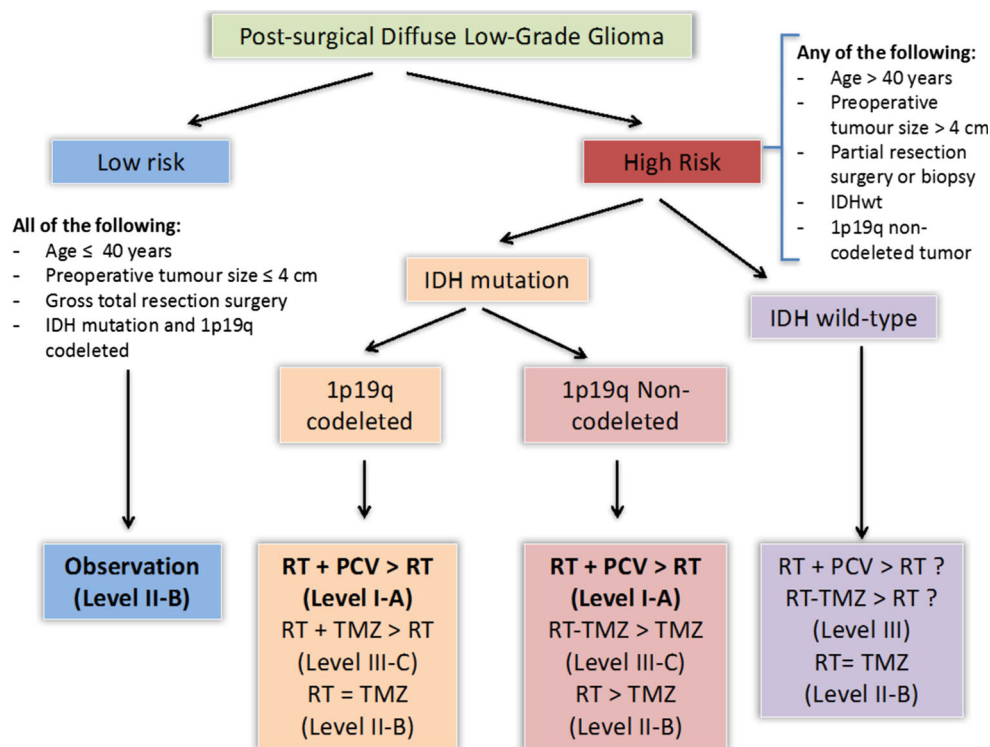 Post-surgical Diffuse Low-Grade Glioma
Any of the following:
- Age > 40 years
- Preoperative
tumour size > 4 cm
- Partial resection
surgery or biopsy
- IDHwt
- 1p19q non-
codeleted tumor
Low risk
High Risk
All of the following:
- Age ≤ 40 years
- Preoperative tumour size ≤ 4 cm
- Gross total resection surgery
- IDH mutation and 1p19q
codeleted
IDH mutation
IDH wild-type
1p19q
codeleted
1p19q Non-
codeleted
Observation
(Level II-B)
RT + PCV > RT
(Level I-A)
RT + TMZ > RT
(Level III-C)
RT = TMZ
(Level II-B)
RT + PCV > RT
(Level I-A)
RT-TMZ > TMZ
(Level III-C)
RT > TMZ
(Level II-B)
RT + PCV > RT ?
RT-TMZ > RT ?
(Level III)
RT= TMZ
(Level II-B)